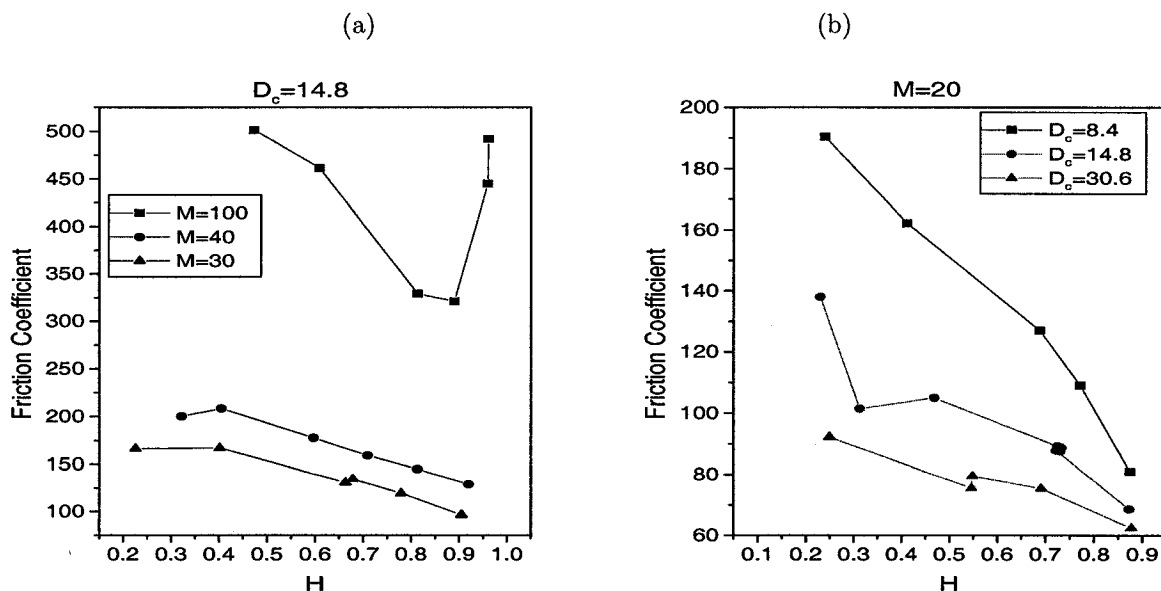 (a)
D_c=14.8
500
450
400
350
300
250
200
150
100
Friction Coefficient
M=100
M=40
M=30
0.2 0.3 0.4 0.5 0.6 0.7 0.8 0.9 1.0
H
(b)
M=20
200
180
160
140
120
100
80
60
Friction Coefficient
D_c=8.4
D_c=14.8
D_c=30.6
0.1 0.2 0.3 0.4 0.5 0.6 0.7 0.8 0.9
H